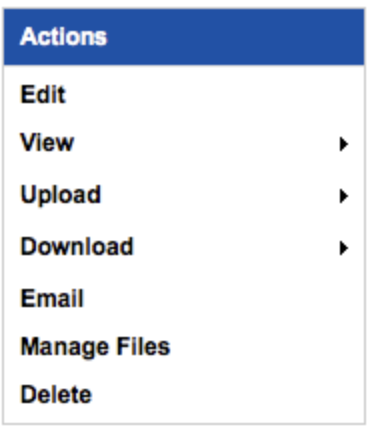 Actions
Edit
View
Upload
Download
Email
Manage Files
Delete